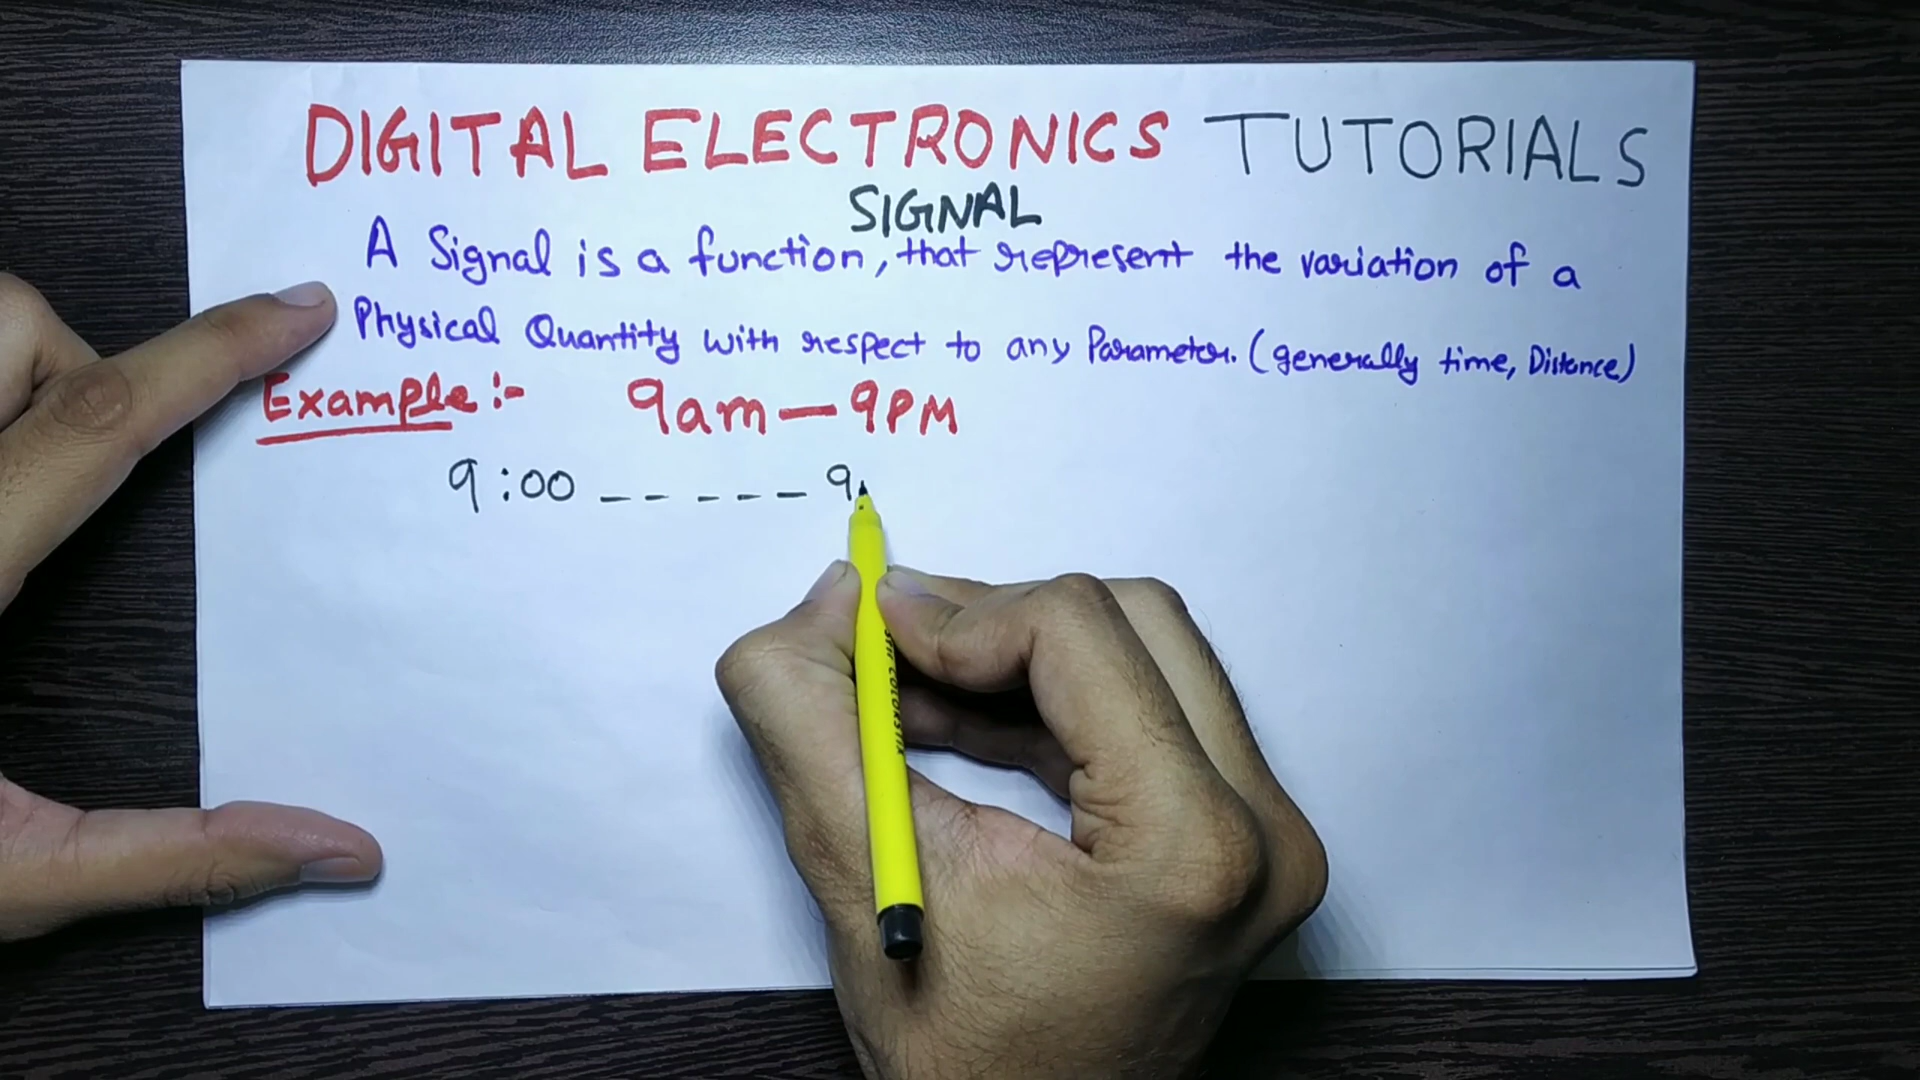 DIGITAL ELECTRONICS TUTORIALS
SIGNAL
A Signal is a function, that represent the variation of a
Physical Quantity with respect to any Parameter. (generally time, Distance)
Example :- 9am — 9PM
9:00 _ _ _ _ _ 9
COLORSTIX